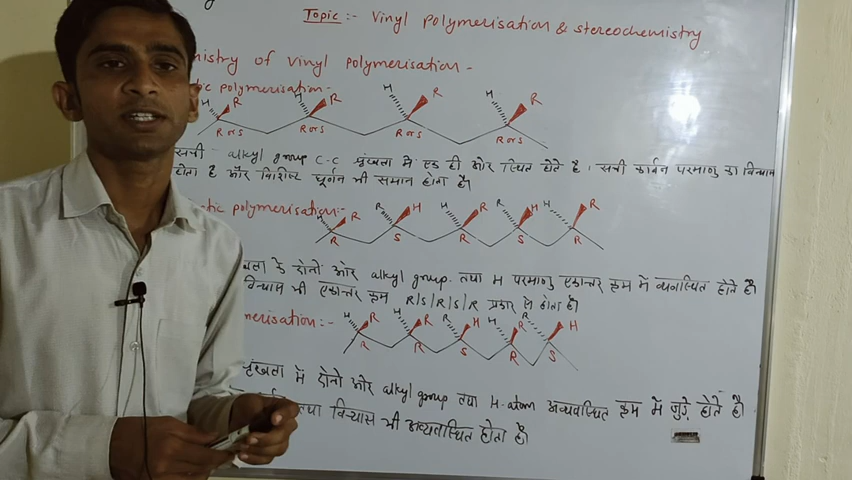 Topic :- Vinyl polymerisation & stereochemistry
mistry of vinyl polymerisation -
tic polymerisation:-
H R H R H R H R
R or S R or S R or S R or S
सभी - alkyl group C-C श्रृंखला में एक ही ओर स्थित होते है। सभी कार्बन परमाणु का विन्यास
होता है और विशिष्ट घूर्णन भी समान होता है।
tic polymerisation:-
H R R H H R R H H R
R S R S R
के दोनो ओर alkyl group तथा H परमाणु एकान्तर क्रम में व्यवस्थित होते है
विन्यास भी एकान्तर क्रम R/S/R/S/R प्रकार से होता है।
merisation:-
H R H R R H H R R H
R R S R S
श्रृंखला में दोनो ओर alkyl group तथा H-atom अव्यवस्थित क्रम में जुड़े होते है।
तथा विन्यास भी अव्यवस्थित होता है।